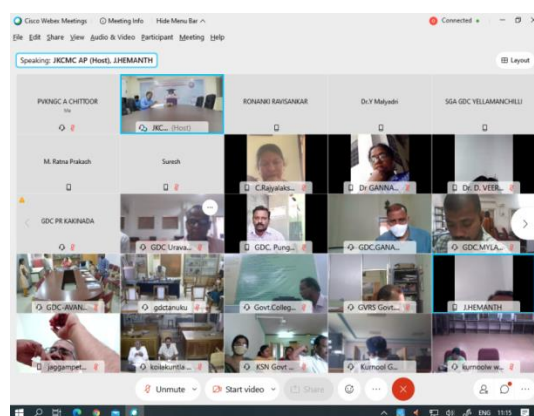 Cisco Webex Meetings Meeting Info Hide Menu Bar
Connected
File Edit Share View Audio & Video Participant Meeting Help
Speaking: JKCMC AP (Host), J.HEMANTH
Layout
PVKNGC A CHITTOOR
Me
RONANKI RAVISANKAR
Dr.Y Malyadri
SGA GDC YELLAMANCHILLI
JKC... (Host)
M. Ratna Prakash
Suresh
C.Rajyalaks...
Dr GANNA...
Dr. D. VEER...
GDC PR KAKINADA
GDC Urava...
GDC, Pung...
GDC.GANA...
GDC.MYLA...
GDC-AVAN...
gdctanuku
Govt.Colleg...
GVRS Govt...
J.HEMANTH
jaggampet...
koilekuntla ...
KSN Govt ...
Kurnool G...
kurnoolw w...
Unmute
Start video
Share
ENG 11:15